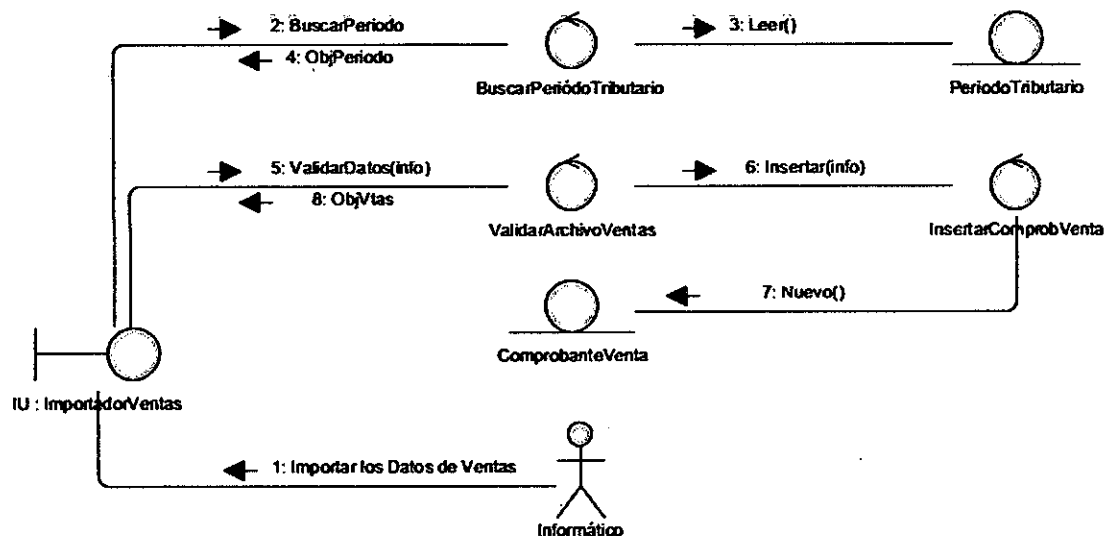 2: BuscarPeriodo
3: Leer()
4: ObjPeriodo
BuscarPeriódoTributario
PeriodoTributario
5: ValidarDatos(info)
6: Insertar(info)
8: ObjVtas
ValidarArchivoVentas
InsertarComprobVenta
7: Nuevo()
ComprobanteVenta
IU : ImportadorVentas
1: Importar los Datos de Ventas
Informático